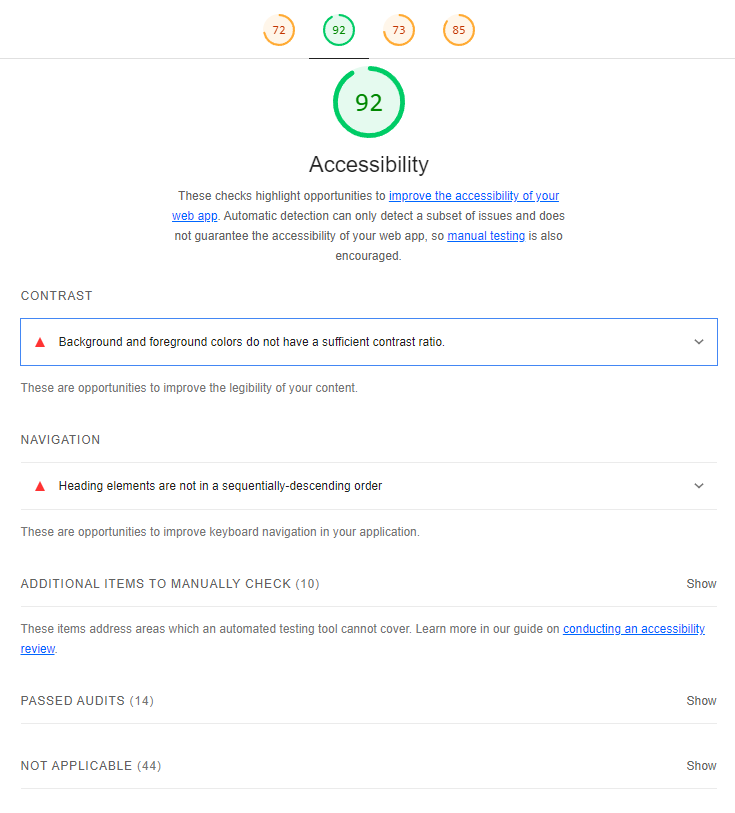 72 92 73 85
92
Accessibility
These checks highlight opportunities to improve the accessibility of your
web app. Automatic detection can only detect a subset of issues and does
not guarantee the accessibility of your web app, so manual testing is also
encouraged.
CONTRAST
Background and foreground colors do not have a sufficient contrast ratio.
These are opportunities to improve the legibility of your content.
NAVIGATION
Heading elements are not in a sequentially-descending order
These are opportunities to improve keyboard navigation in your application.
ADDITIONAL ITEMS TO MANUALLY CHECK (10) Show
These items address areas which an automated testing tool cannot cover. Learn more in our guide on conducting an accessibility
review.
PASSED AUDITS (14) Show
NOT APPLICABLE (44) Show